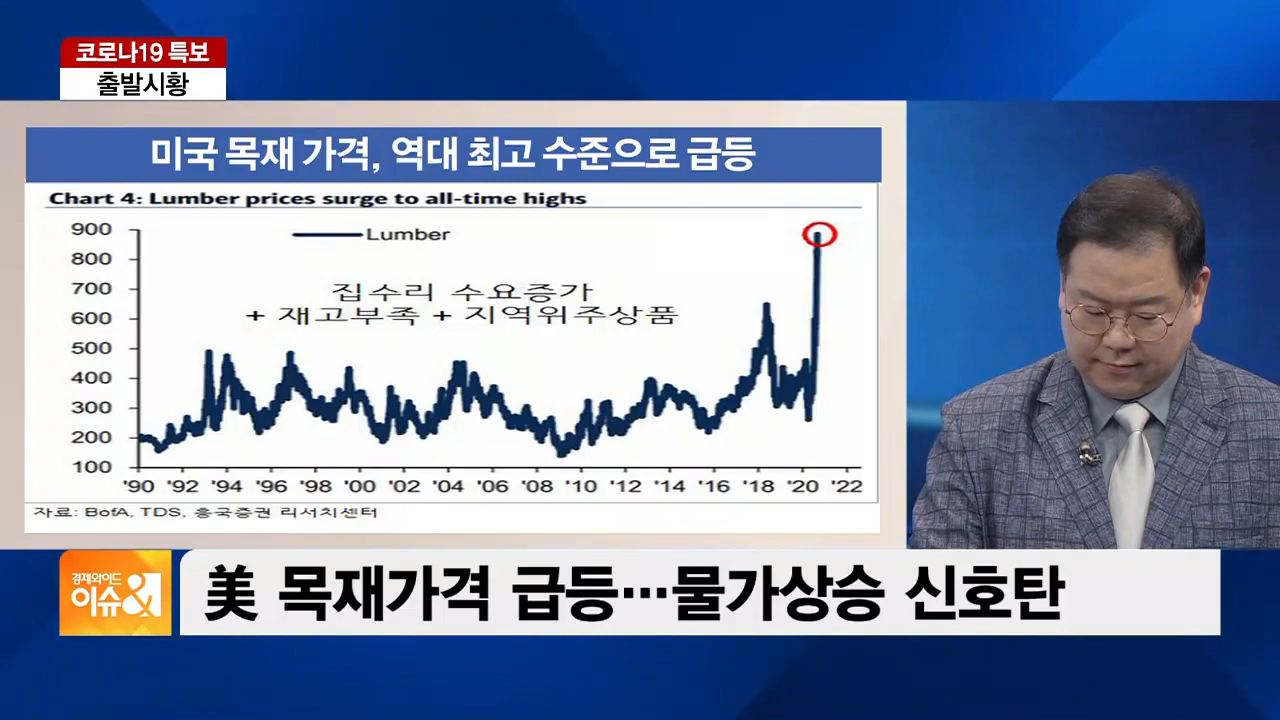 코로나19 특보
출발시황
미국 목재 가격, 역대 최고 수준으로 급등
Chart 4: Lumber prices surge to all-time highs
900
800
700
600
500
400
300
200
100
Lumber
집수리 수요증가
+ 재고부족 + 지역위주상품
'90 '92 '94 '96 '98 '00 '02 '04 '06 '08 '10 '12 '14 '16 '18 '20 '22
자료: BofA, TDS, 흥국증권 리서치센터
경제와이드
이슈&
美 목재가격 급등…물가상승 신호탄